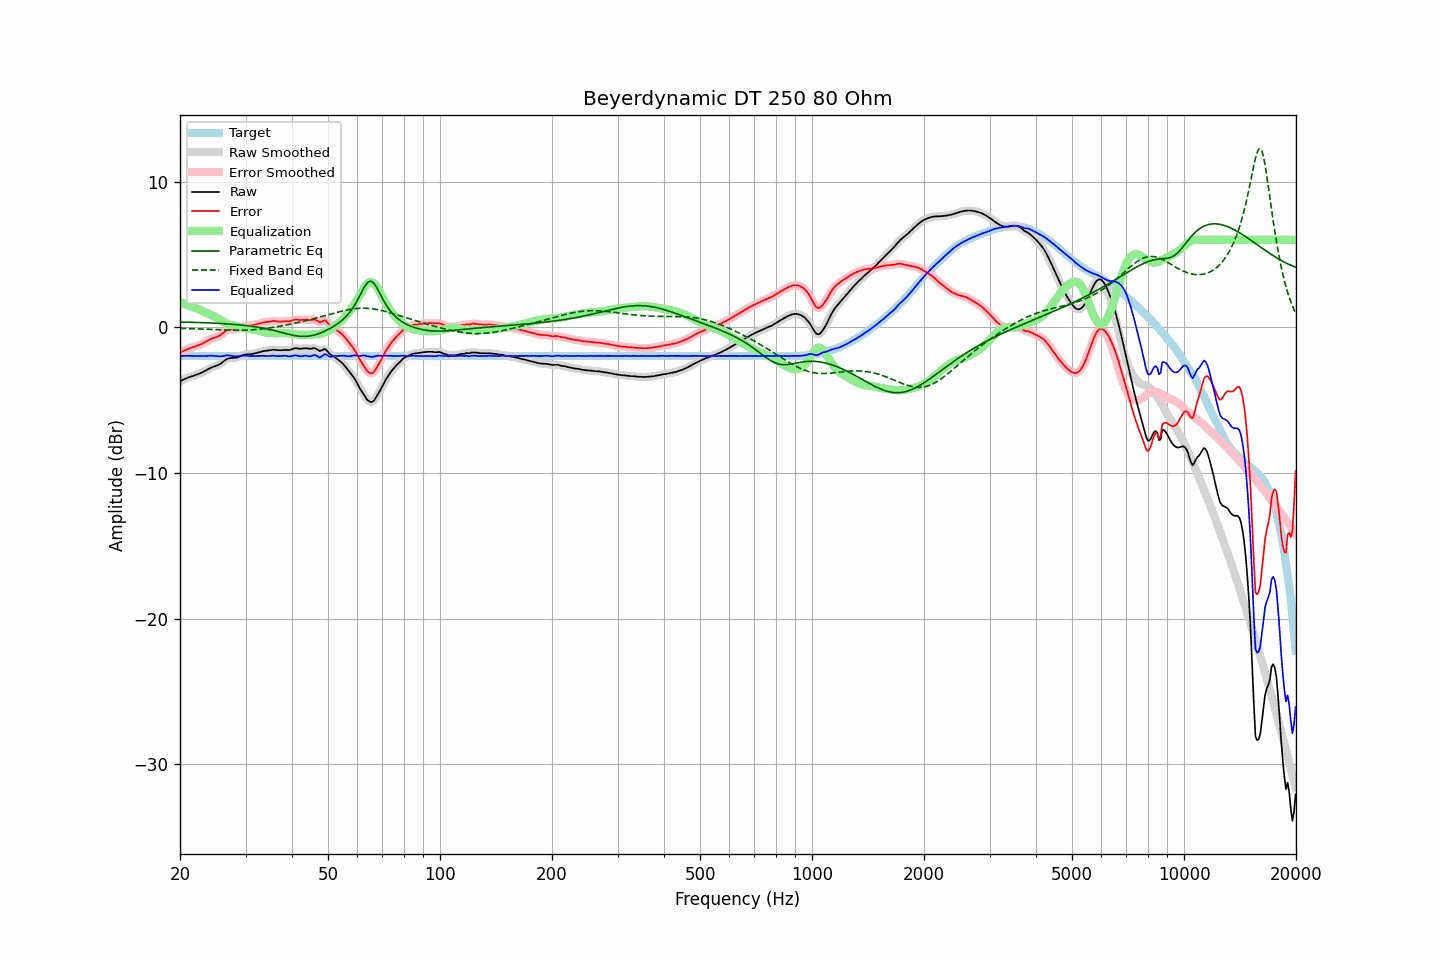 Beyerdynamic DT 250 80 Ohm
Target
Raw Smoothed
Error Smoothed
Raw
Error
Equalization
Parametric Eq
Fixed Band Eq
Equalized
10
0
−10
−20
−30
Amplitude (dBr)
20 50 100 200 500 1000 2000 5000 10000 20000
Frequency (Hz)